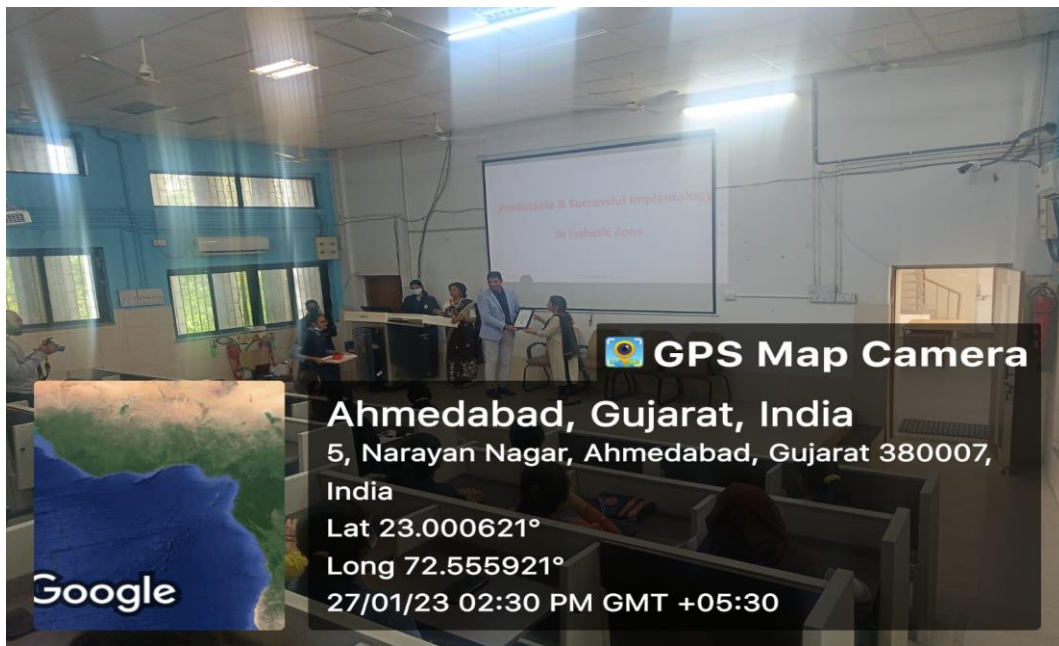 Predictable & Successful Implantology
in Esthetic Zone
GPS Map Camera
Ahmedabad, Gujarat, India
5, Narayan Nagar, Ahmedabad, Gujarat 380007,
India
Lat 23.000621°
Long 72.555921°
27/01/23 02:30 PM GMT +05:30
Google